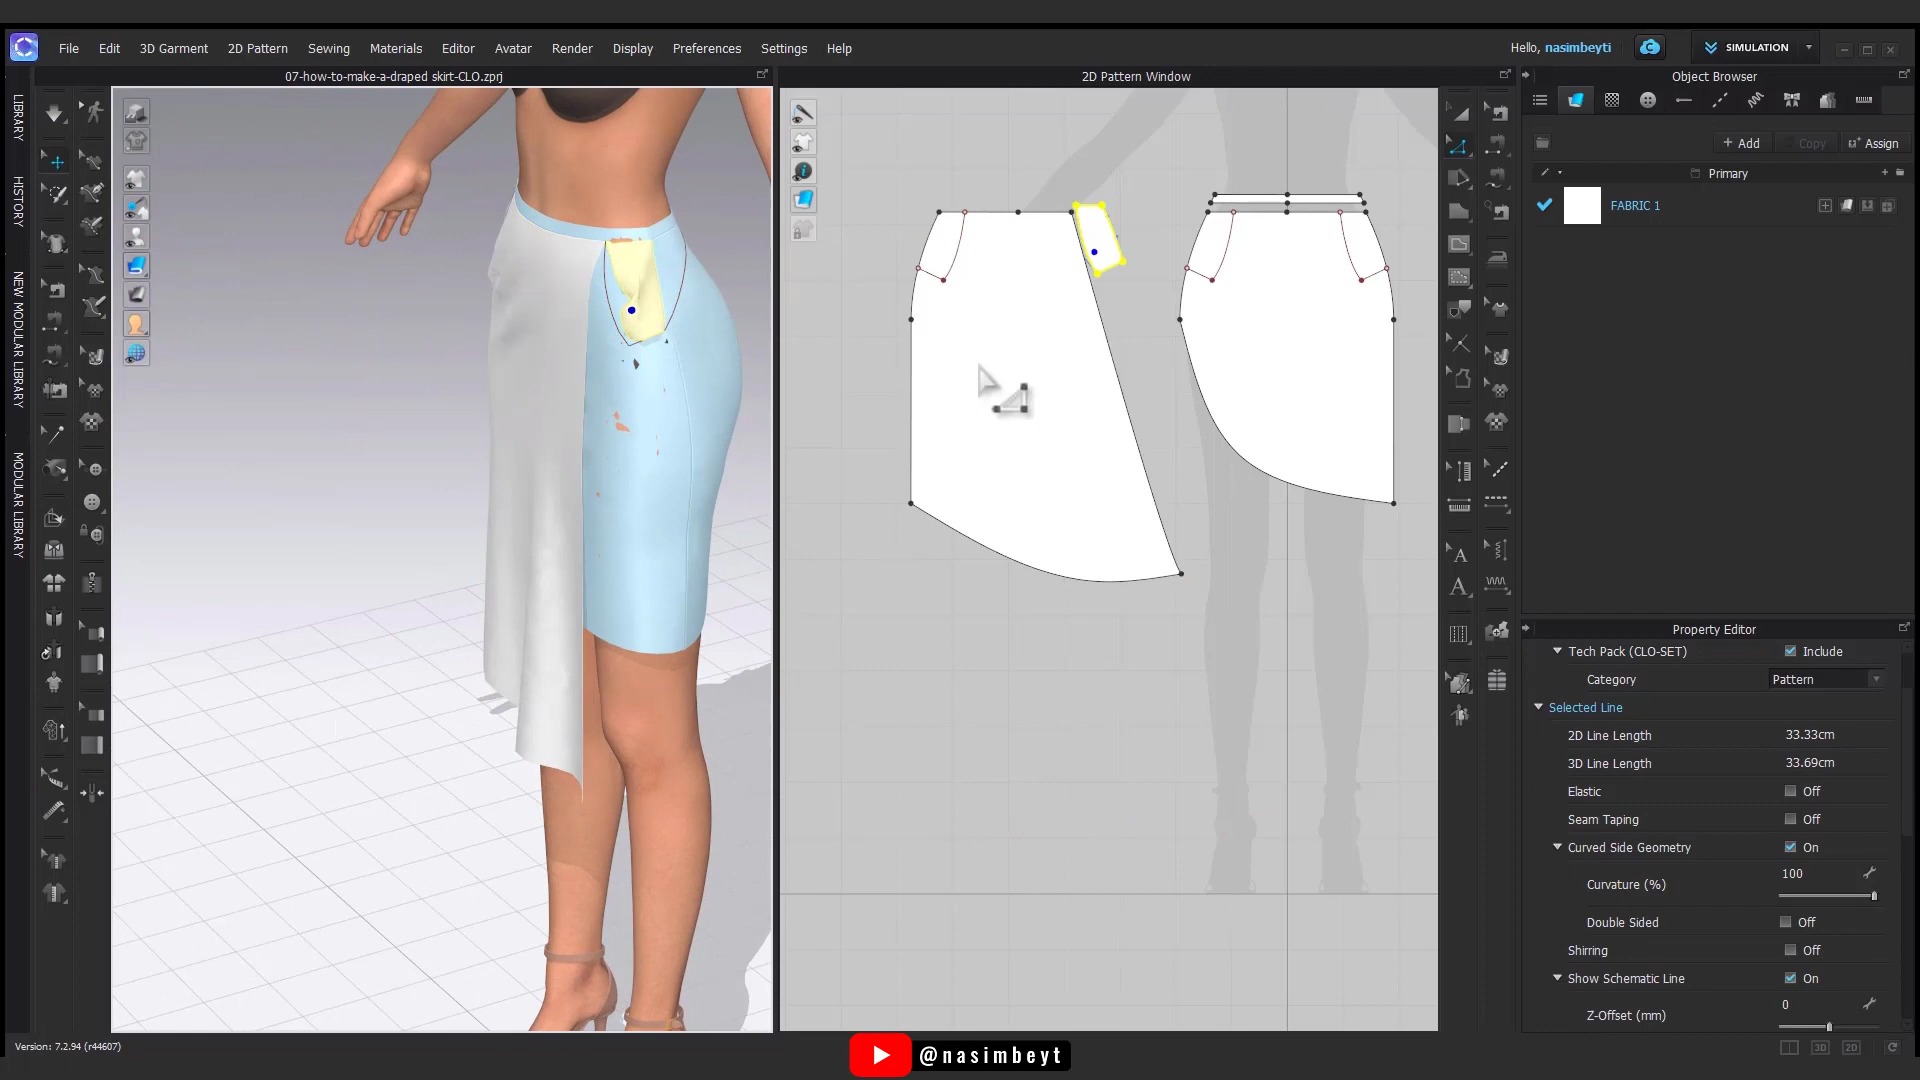 File Edit 3D Garment 2D Pattern Sewing Materials Editor Avatar Render Display Preferences Settings Help
Hello, nasimbeyti
SIMULATION
07-how-to-make-a-draped skirt-CLO.zprj
2D Pattern Window
Object Browser
LIBRARY
HISTORY
NEW MODULAR LIBRARY
MODULAR LIBRARY
+ Add
Copy
Assign
Primary
FABRIC 1
Property Editor
Tech Pack (CLO-SET) Include
Category Pattern
Selected Line
2D Line Length 33.33cm
3D Line Length 33.69cm
Elastic Off
Seam Taping Off
Curved Side Geometry On
Curvature (%) 100
Double Sided Off
Shirring Off
Show Schematic Line On
Z-Offset (mm) 0
Version: 7.2.94 (r44607)
3D 2D
@nasimbeyt